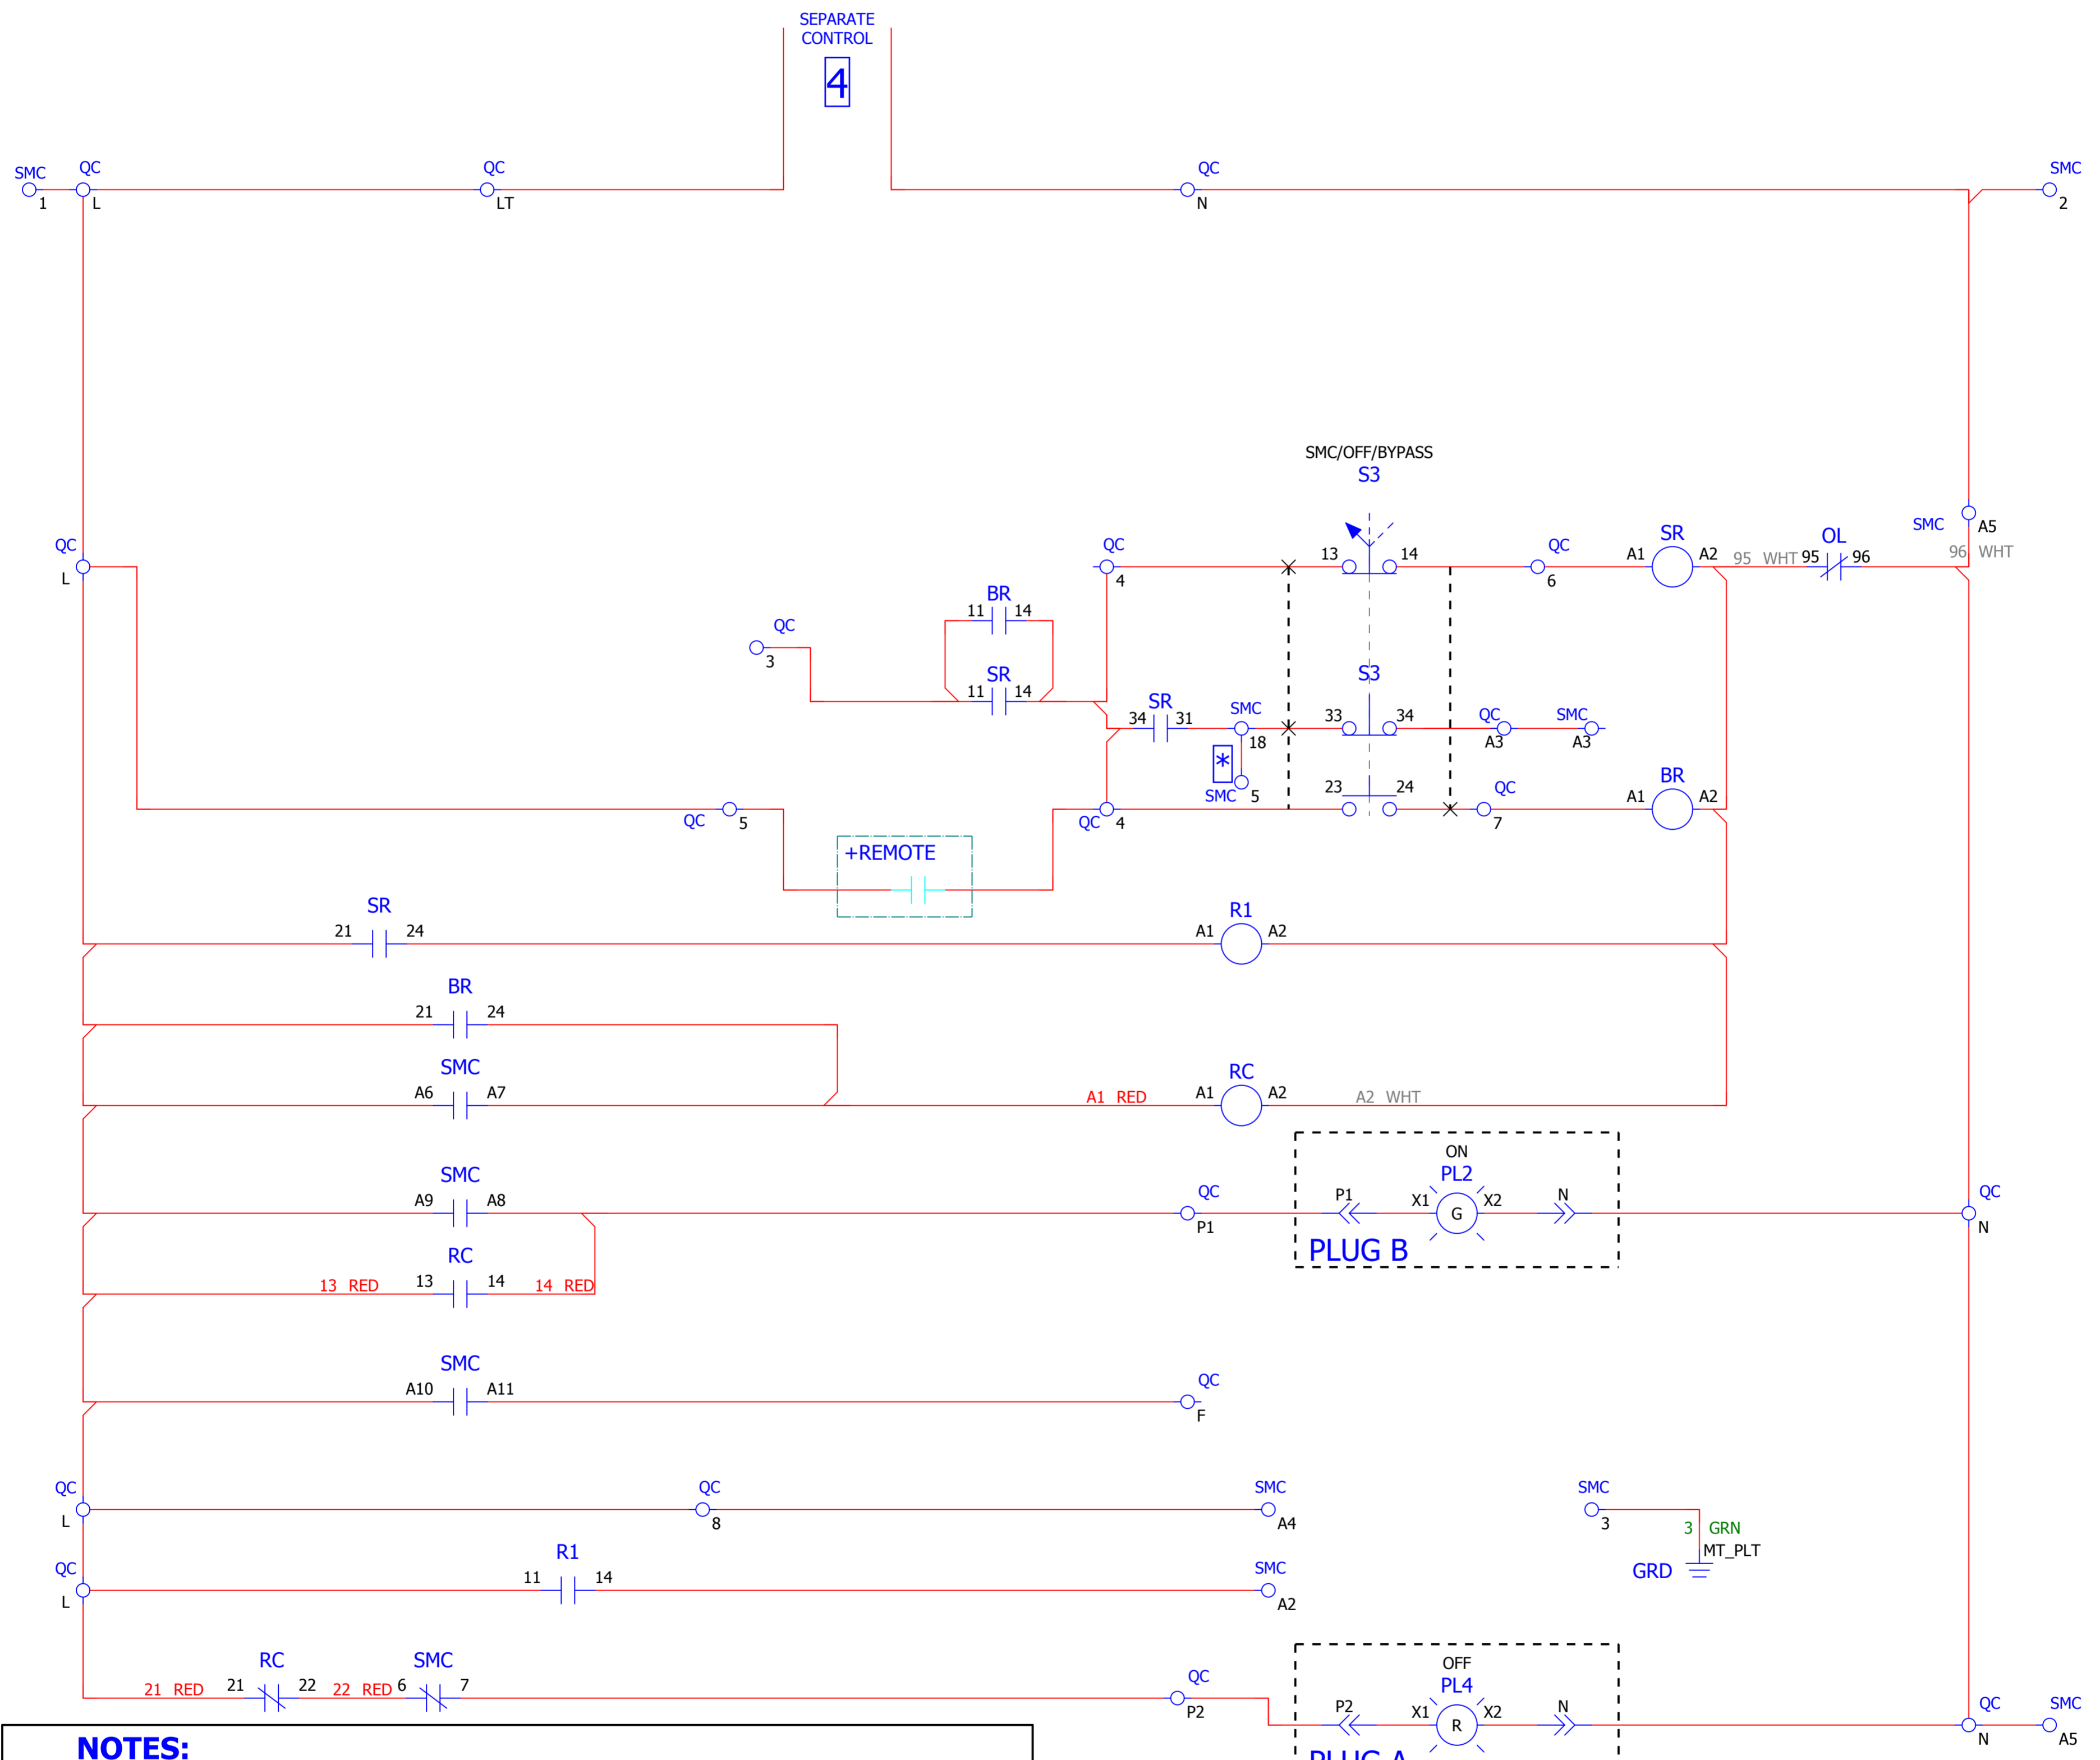 SEPARATE
CONTROL
4
SMC
1
QC
L
QC
LT
QC
N
SMC
2
SMC/OFF/BYPASS
S3
QC
L
QC
4
13
14
QC
6
SR
A1
A2
95 WHT
OL
95
96
SMC
A5
96 WHT
BR
11
14
QC
3
SR
11
14
SR
34
31
SMC
18
*
SMC
5
S3
33
34
QC
A3
SMC
A3
QC
5
QC
4
23
24
QC
7
BR
A1
A2
+REMOTE
SR
21
24
R1
A1
A2
BR
21
24
SMC
A6
A7
A1 RED
RC
A1
A2
A2 WHT
SMC
A9
A8
QC
P1
ON
PL2
P1
X1
G
X2
N
PLUG B
QC
N
RC
13 RED
13
14
14 RED
SMC
A10
A11
QC
F
QC
L
QC
8
SMC
A4
SMC
3
3 GRN
MT_PLT
GRD
QC
L
R1
11
14
SMC
A2
RC
21 RED
21
22
22 RED
SMC
6
7
QC
P2
OFF
PL4
P2
X1
R
X2
N
PLUG A
QC
N
SMC
A5
NOTES: